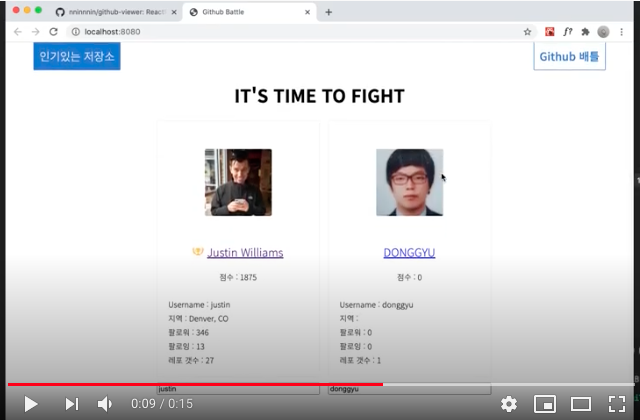 nninnnin/github-viewer: React
Github Battle
localhost:8080
인기있는 저장소
Github 배틀
IT'S TIME TO FIGHT
Justin Williams
점수 : 1875
Username : justin
지역 : Denver, CO
팔로워 : 346
팔로잉 : 13
레포 갯수 : 27
justin
DONGGYU
점수 : 0
Username : donggyu
지역 :
팔로워 : 0
팔로잉 : 0
레포 갯수 : 1
donggyu
0:09 / 0:15